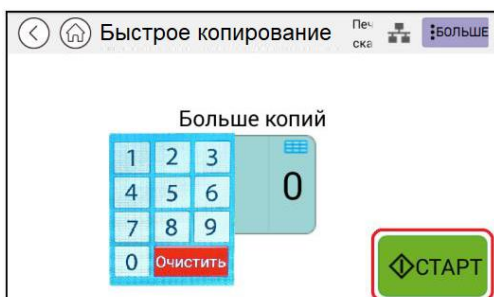 Быстрое копирование
Печ
ска
БОЛЬШЕ
Больше копий
1 2 3
4 5 6
7 8 9
0 Очистить
0
СТАРТ